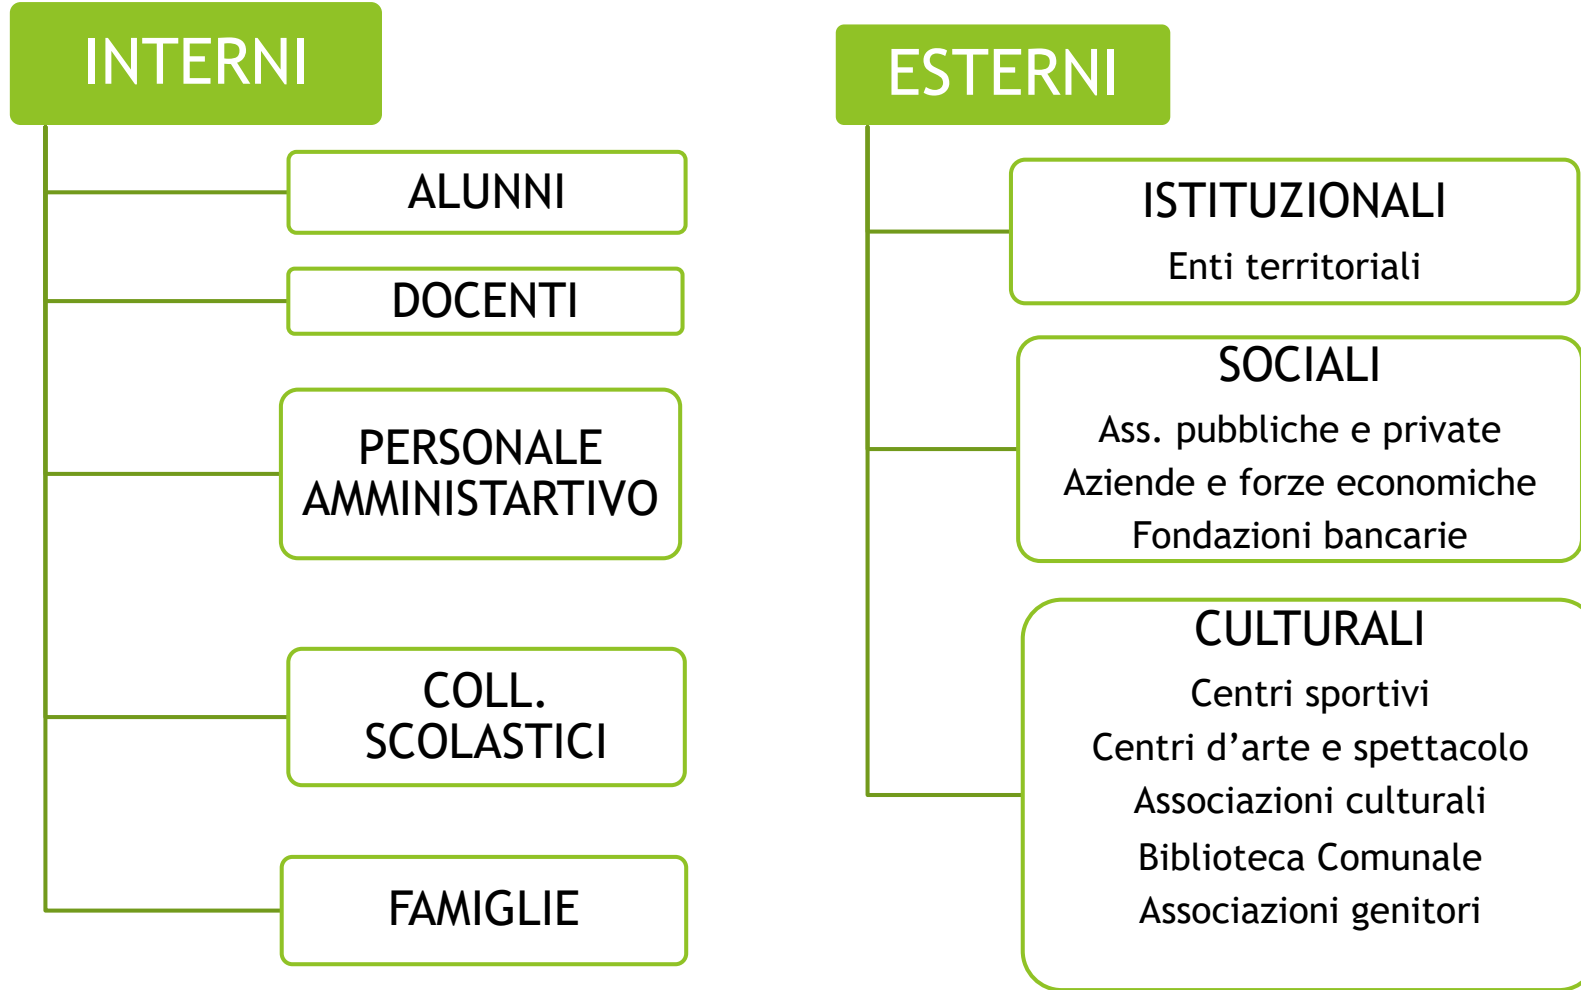 INTERNI
ALUNNI
DOCENTI
PERSONALE
AMMINISTARTIVO
COLL.
SCOLASTICI
FAMIGLIE
ESTERNI
ISTITUZIONALI
Enti territoriali
SOCIALI
Ass. pubbliche e private
Aziende e forze economiche
Fondazioni bancarie
CULTURALI
Centri sportivi
Centri d’arte e spettacolo
Associazioni culturali
Biblioteca Comunale
Associazioni genitori